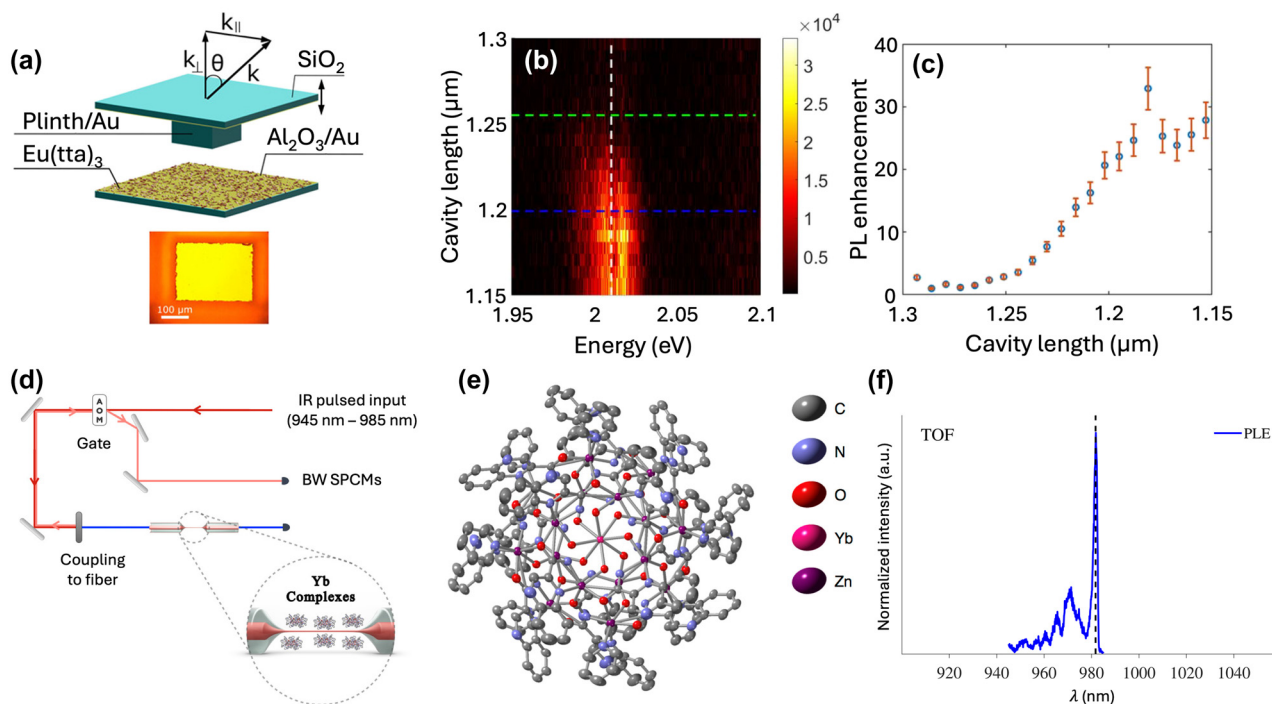 (a)
k∥
k⊥
θ
k
SiO₂
Plinth/Au
Al₂O₃/Au
Eu(tta)₃
100 µm
(b)
×10⁴
Cavity length (µm)
1.3
1.25
1.2
1.15
1.95
2
2.05
2.1
Energy (eV)
3
2.5
2
1.5
1
0.5
(c)
PL enhancement
40
30
20
10
0
1.3
1.25
1.2
1.15
Cavity length (µm)
(d)
AOM
IR pulsed input
(945 nm – 985 nm)
Gate
BW SPCMs
Coupling
to fiber
Yb
Complexes
(e)
C
N
O
Yb
Zn
(f)
TOF
PLE
Normalized intensity (a.u.)
920
940
960
980
1000
1020
1040
λ (nm)